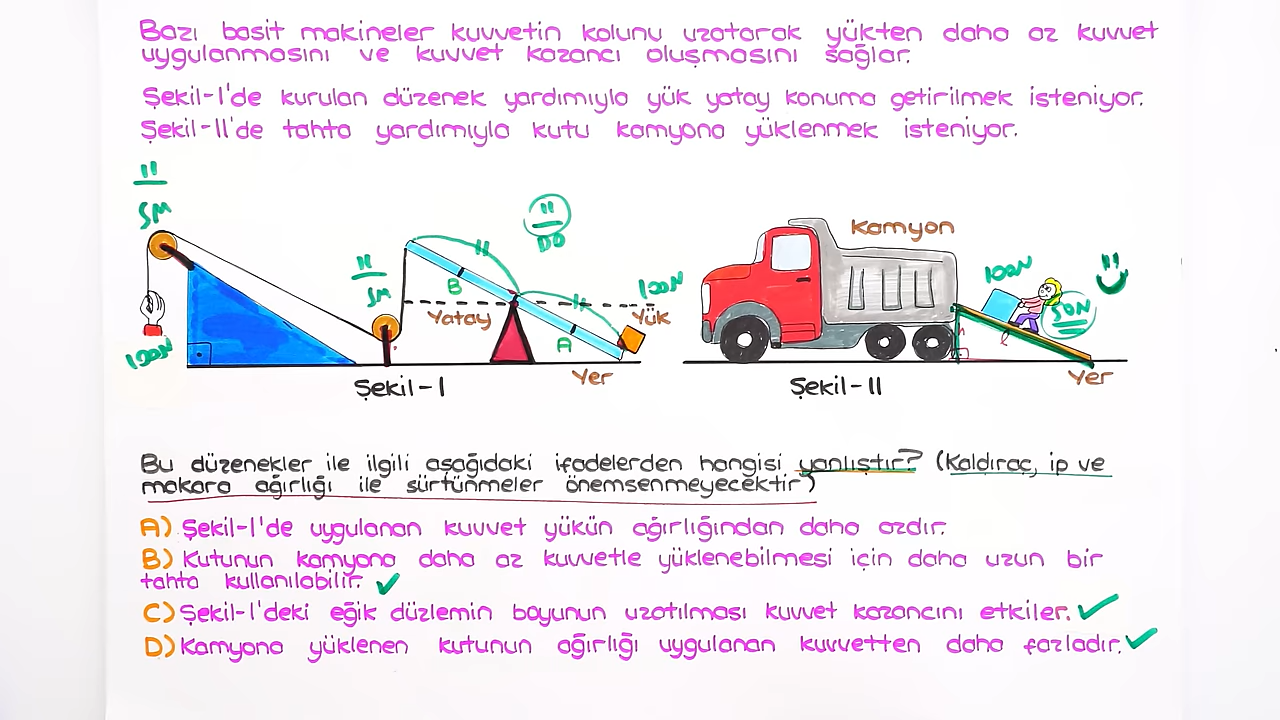 Bazı basit makineler kuvvetin kolunu uzatarak yükten daha az kuvvet
uygulanmasını ve kuvvet kazancı oluşmasını sağlar.
Şekil-I'de kurulan düzenek yardımıyla yük yatay konuma getirilmek isteniyor.
Şekil-II'de tahta yardımıyla kutu kamyona yüklenmek isteniyor.
SM
SM
DD
B
Yatay
A
100N
Yük
100N
Yer
Şekil-I
Kamyon
100N
50N
h
l
Yer
Şekil-II
Bu düzenekler ile ilgili aşağıdaki ifadelerden hangisi yanlıştır? (Kaldıraç, ip ve
makara ağırlığı ile sürtünmeler önemsenmeyecektir)
A) Şekil-I'de uygulanan kuvvet yükün ağırlığından daha azdır.
B) Kutunun kamyona daha az kuvvetle yüklenebilmesi için daha uzun bir
tahta kullanılabilir.
C) Şekil-I'deki eğik düzlemin boyunun uzatılması kuvvet kazancını etkiler.
D) Kamyona yüklenen kutunun ağırlığı uygulanan kuvvetten daha fazladır.